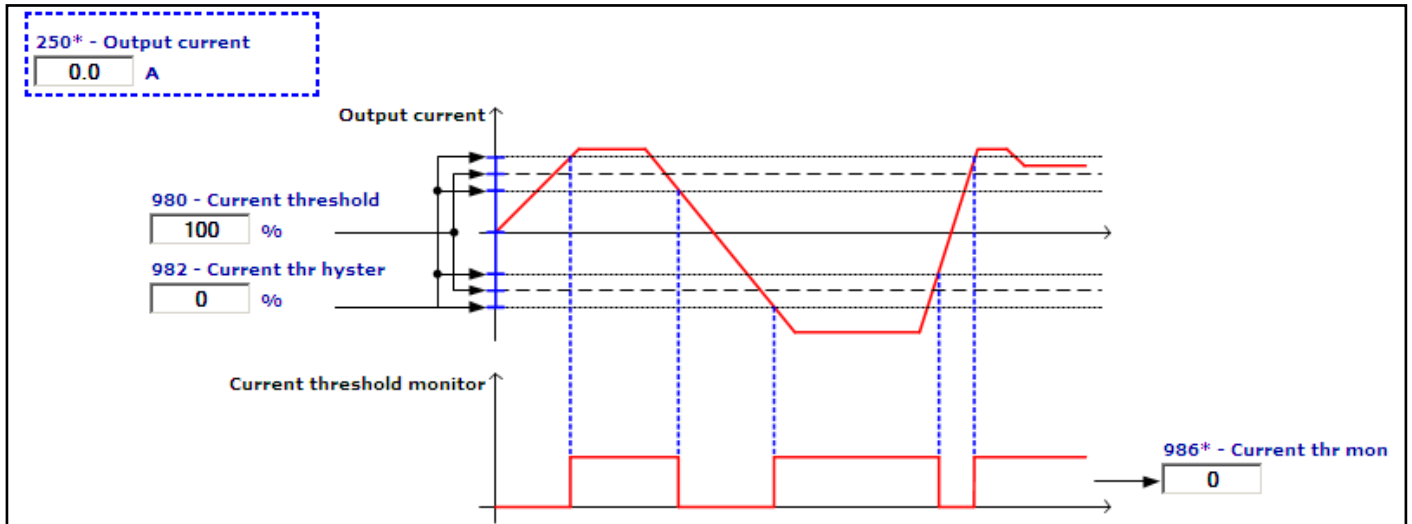 250* - Output current
0.0 A
Output current
980 - Current threshold
100 %
982 - Current thr hyster
0 %
Current threshold monitor
986* - Current thr mon
0